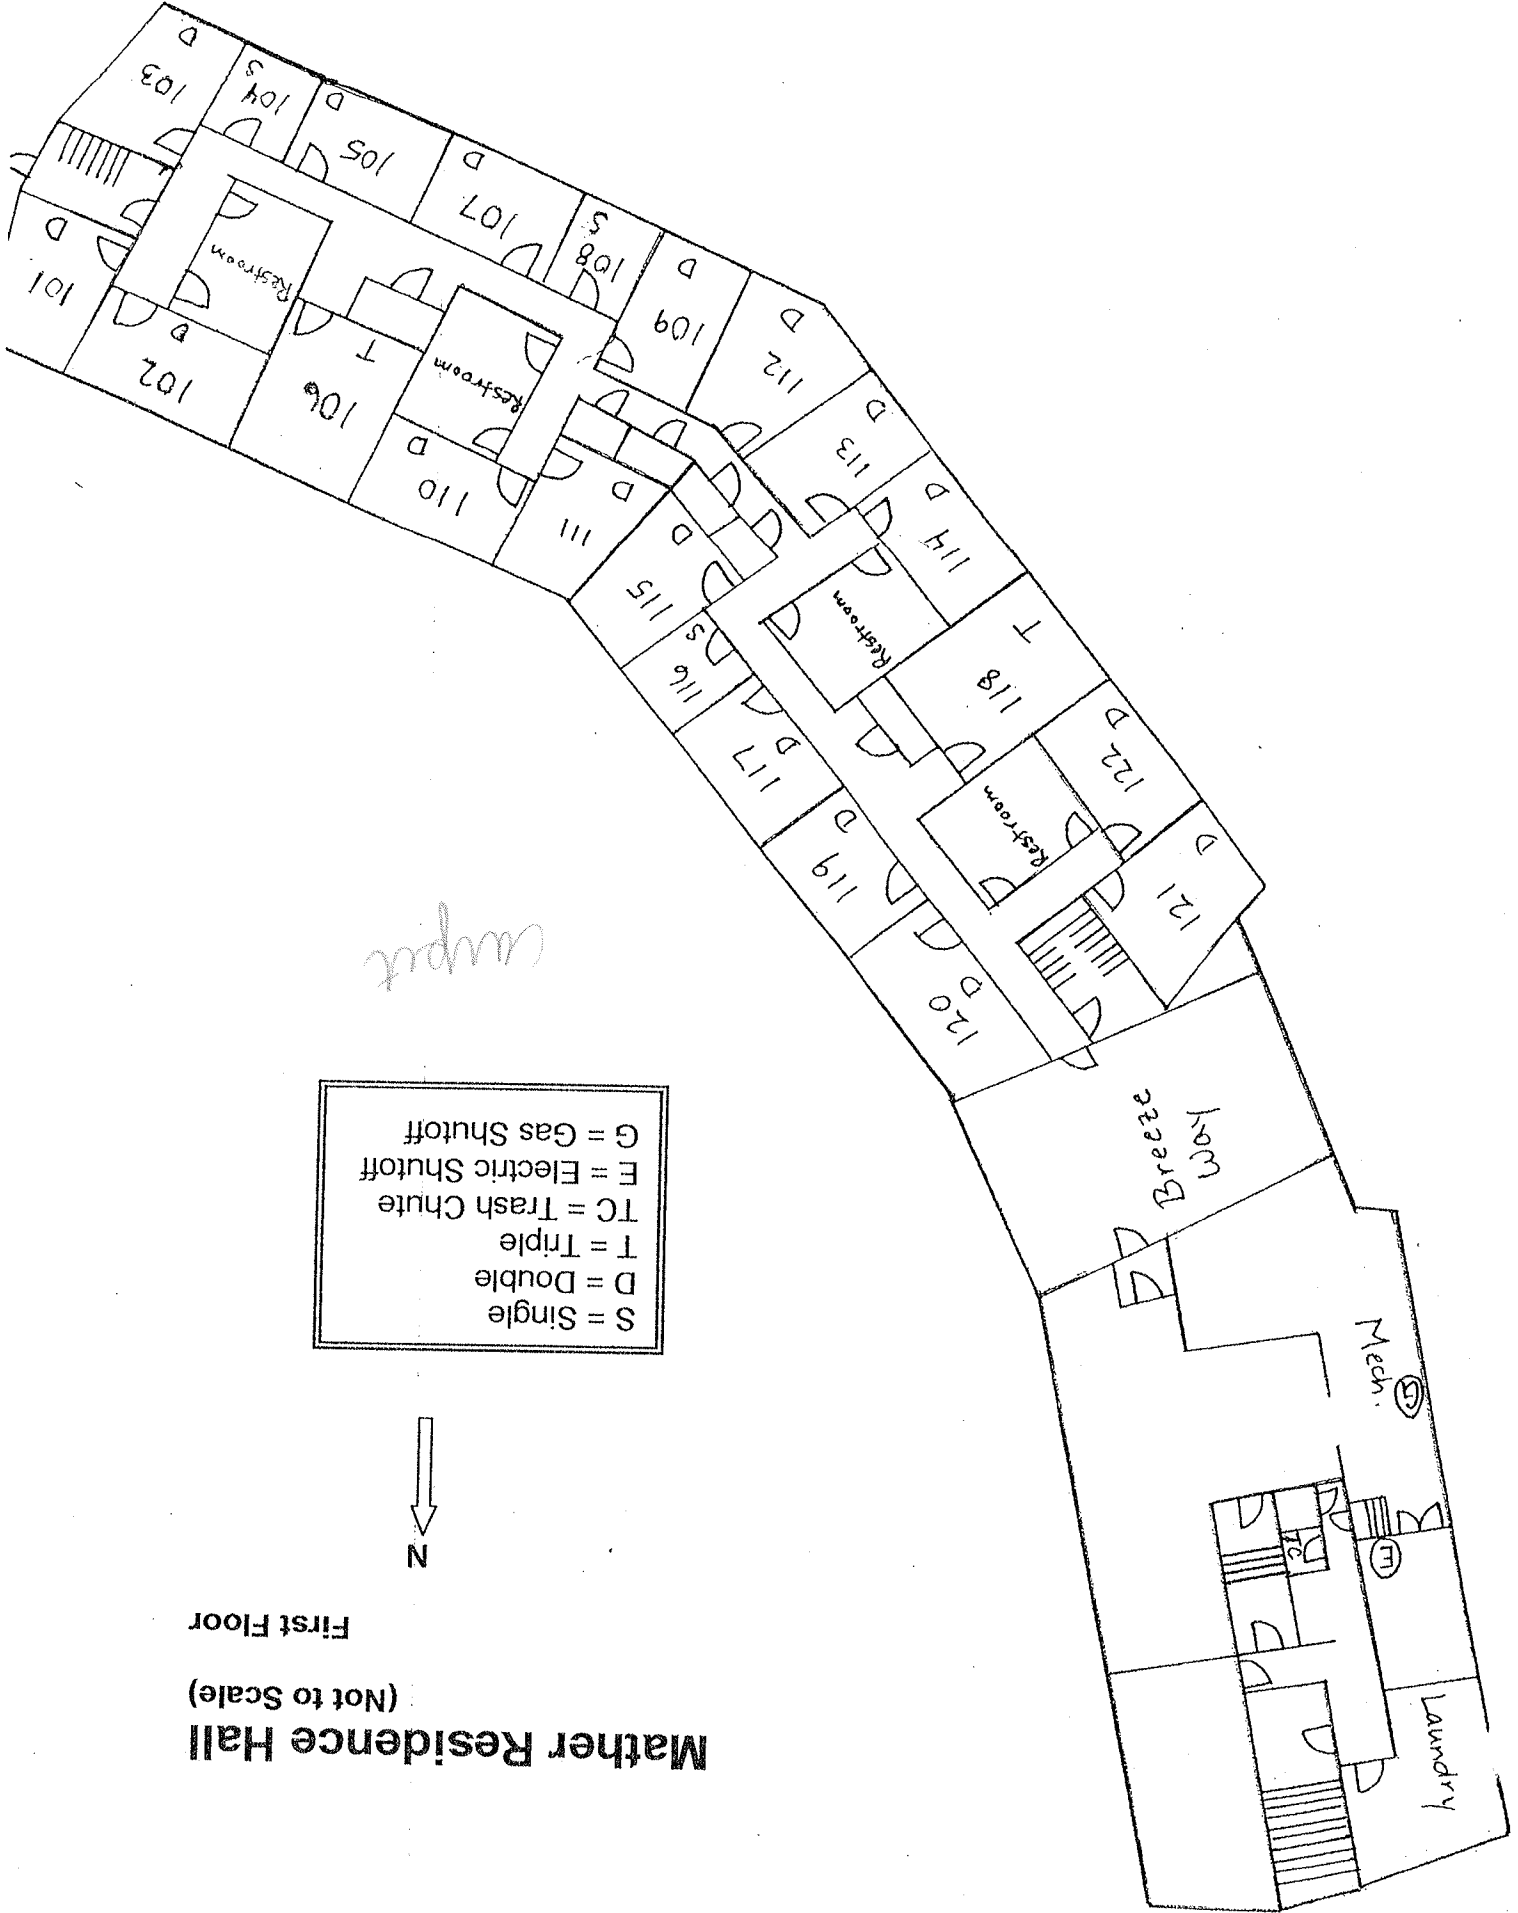 Mather Residence Hall
(Not to Scale)
First Floor
N
S = Single
D = Double
T = Triple
TC = Trash Chute
E = Electric Shutoff
G = Gas Shutoff
carpet
Laundry
E
TC
Mech.
G
Breeze
Way
120
D
121
D
119
D
Restroom
122
D
117
D
118
T
116
S
Restroom
115
D
114
D
113
D
112
D
111
D
110
D
Restroom
109
D
108
S
106
T
107
D
102
D
Restroom
105
D
101
D
104
S
103
D